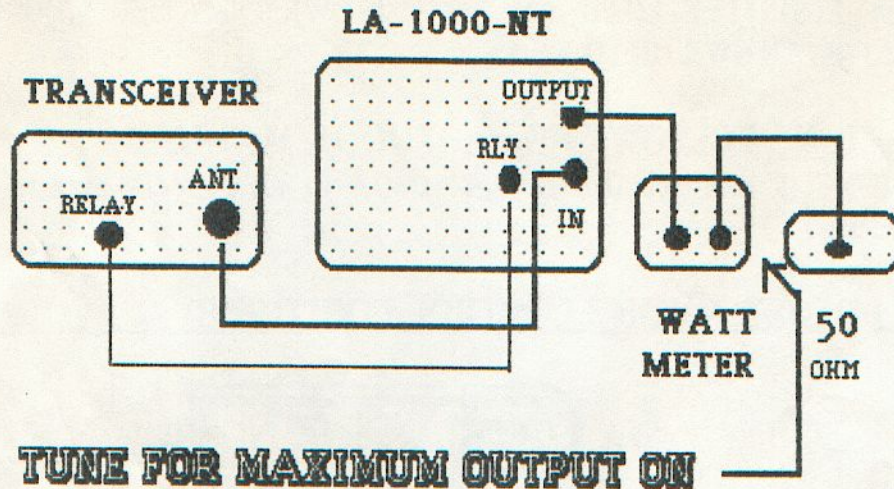 LA-1000-NT
TRANSCEIVER
OUTPUT
RLY
ANT.
RELAY
IN
WATT
METER
50
OHM
TUNE FOR MAXIMUM OUTPUT ON